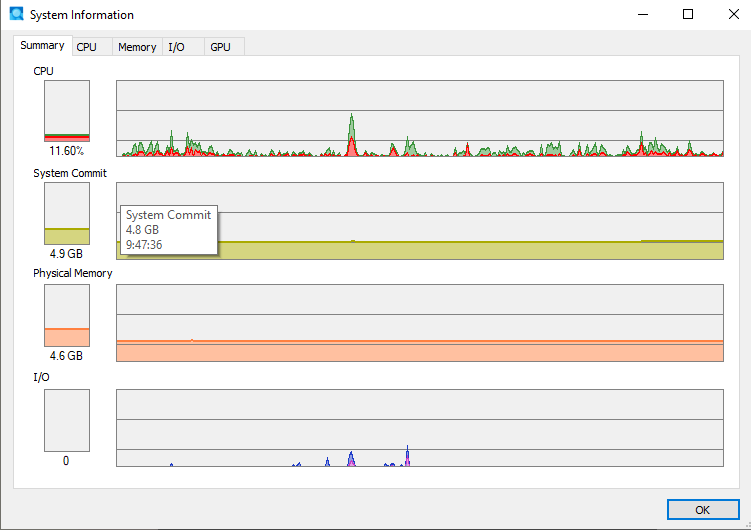 System Information
Summary CPU Memory I/O GPU
CPU
11.60%
System Commit
System Commit
4.8 GB
9:47:36
4.9 GB
Physical Memory
4.6 GB
I/O
0
OK